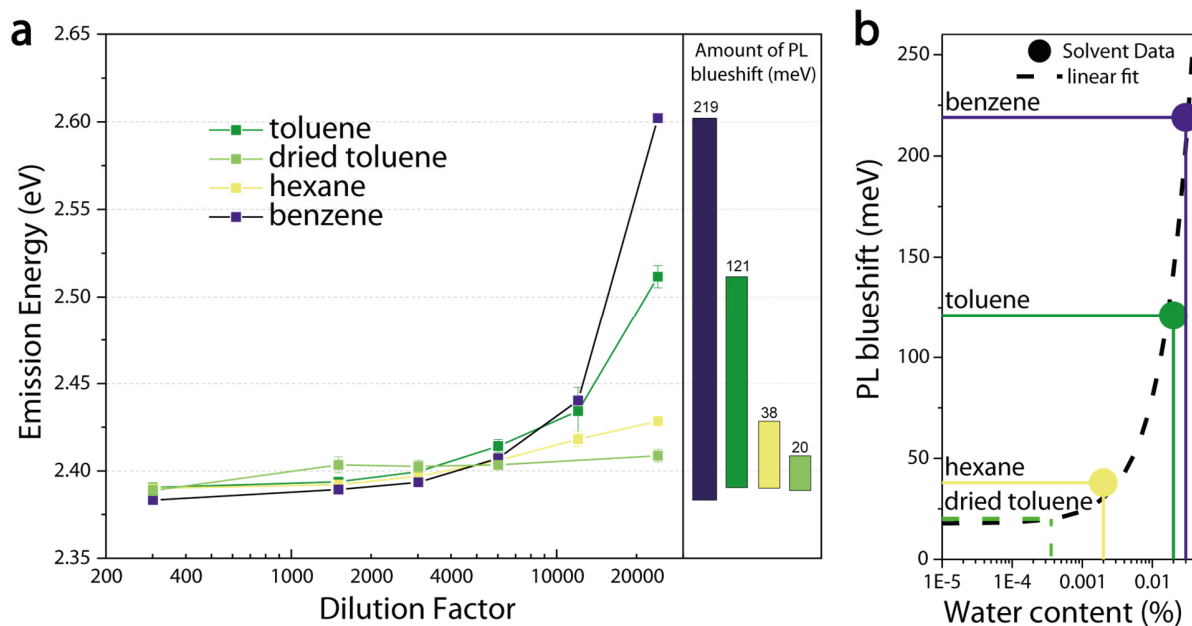 a
2.65
2.60
2.55
2.50
2.45
2.40
2.35
Emission Energy (eV)
200
400
1000
2000
4000
10000
20000
Dilution Factor
toluene
dried toluene
hexane
benzene
Amount of PL
blueshift (meV)
219
121
38
20
b
250
200
150
100
50
0
PL blueshift (meV)
Solvent Data
linear fit
benzene
toluene
hexane
dried toluene
1E-5
1E-4
0.001
0.01
Water content (%)